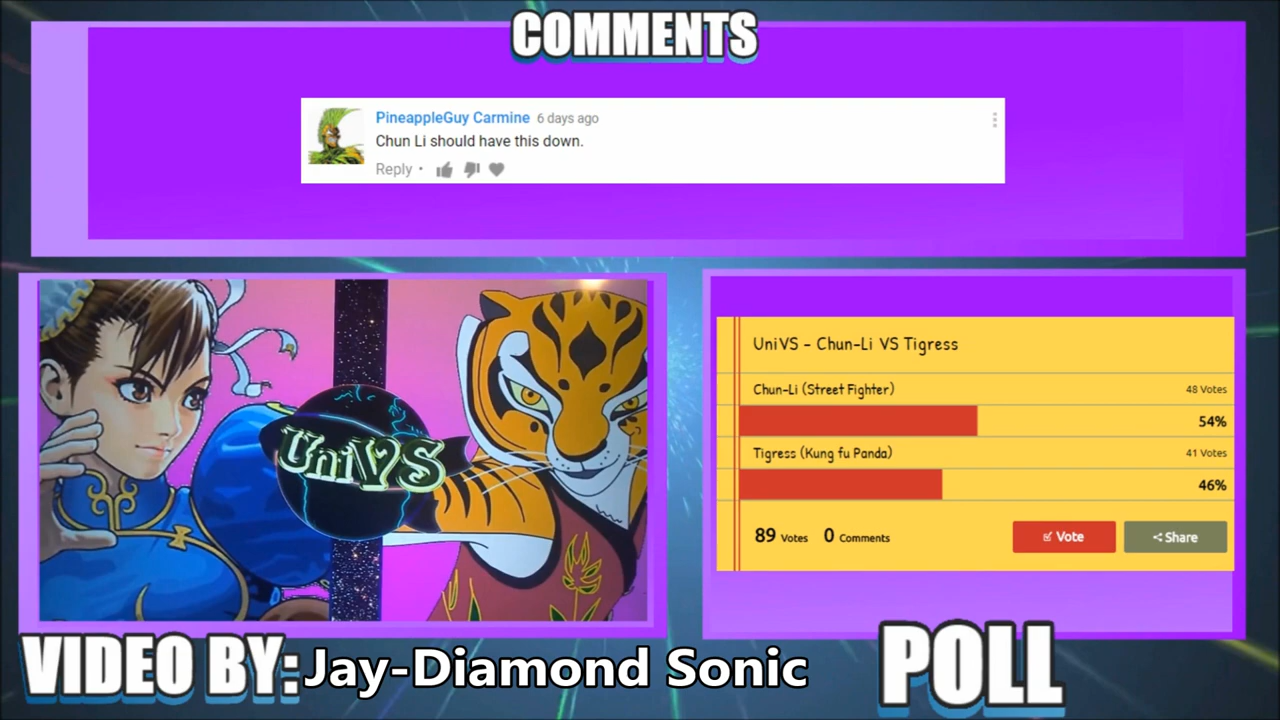 COMMENTS
PineappleGuy Carmine 6 days ago
Chun Li should have this down.
Reply •
UniVS
UniVS - Chun-Li VS Tigress
Chun-Li (Street Fighter) 48 Votes
54%
Tigress (Kung fu Panda) 41 Votes
46%
89 Votes 0 Comments
Vote
Share
VIDEO BY: Jay-Diamond Sonic
POLL